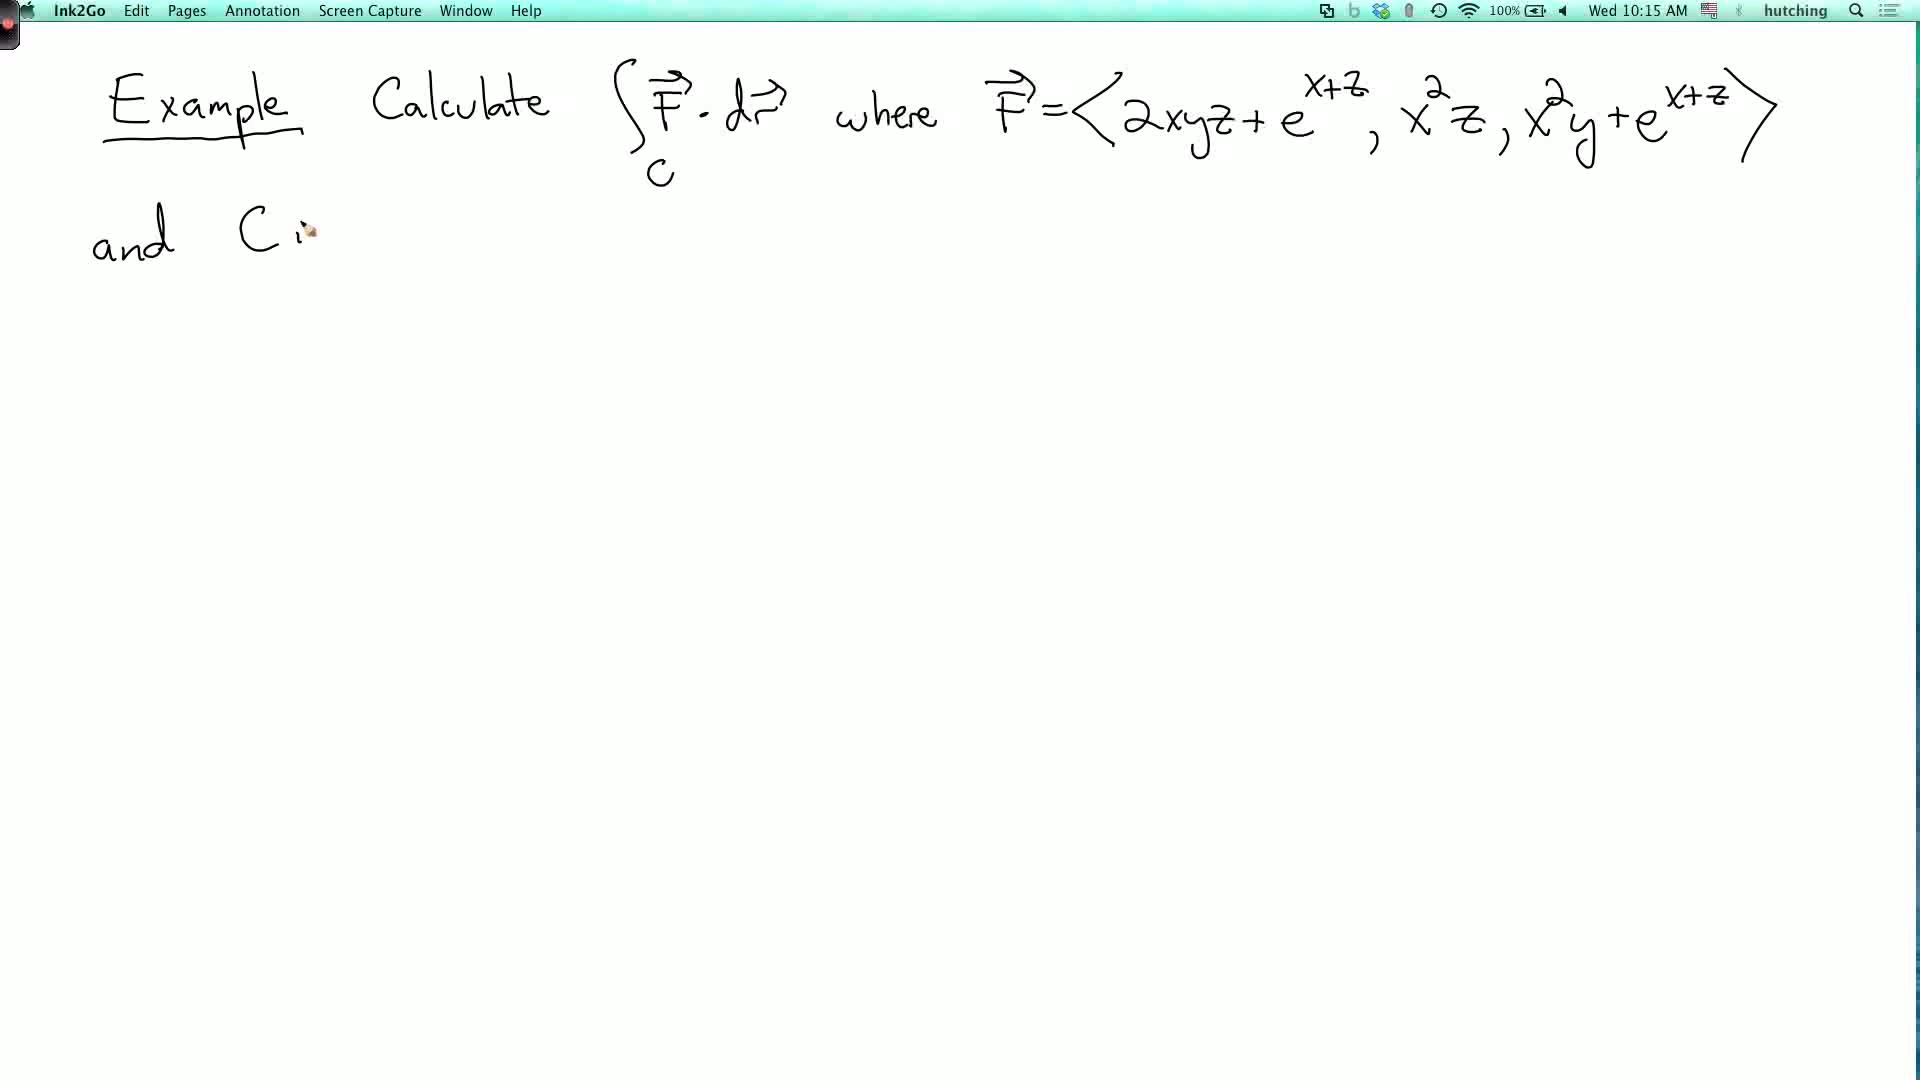 Ink2Go Edit Pages Annotation Screen Capture Window Help 100% Wed 10:15 AM hutching
Example Calculate ∫_C F⃗ · dr⃗ where F⃗ = ⟨2xyz + e^{x+z}, x²z, x²y + e^{x+z}⟩
and C i